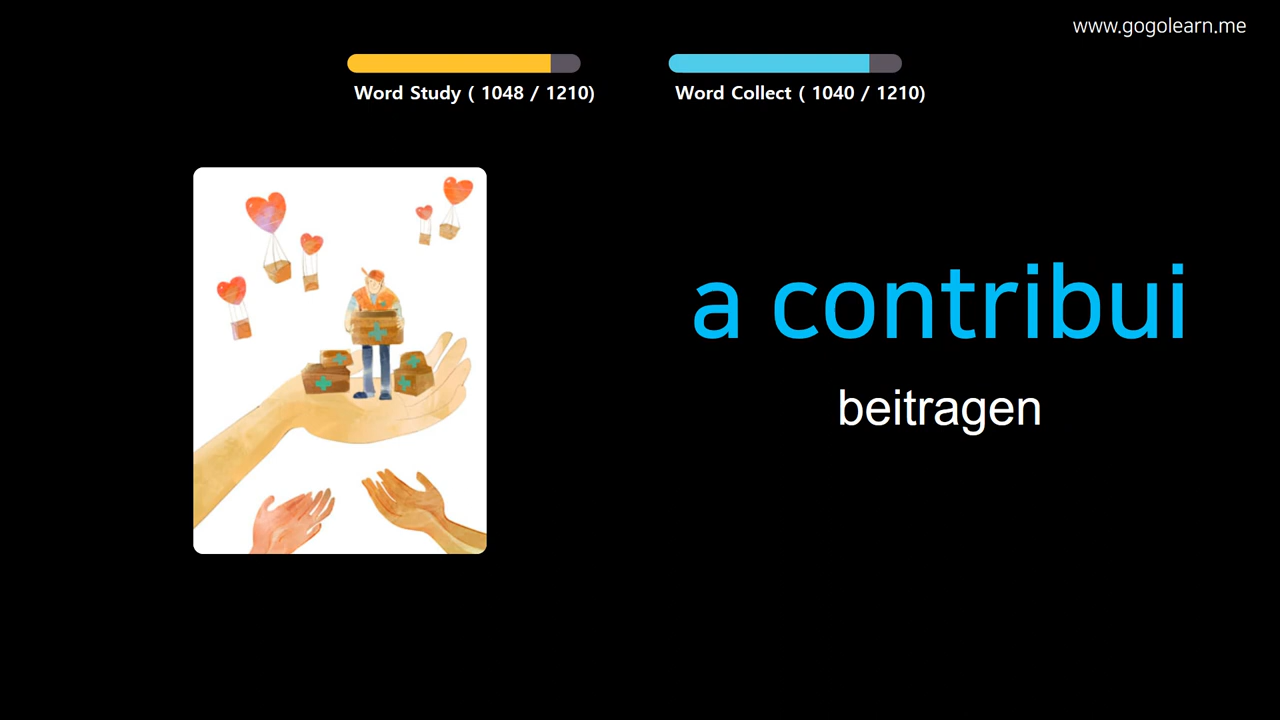 www.gogolearn.me
Word Study ( 1048 / 1210)
Word Collect ( 1040 / 1210)
a contribui
beitragen